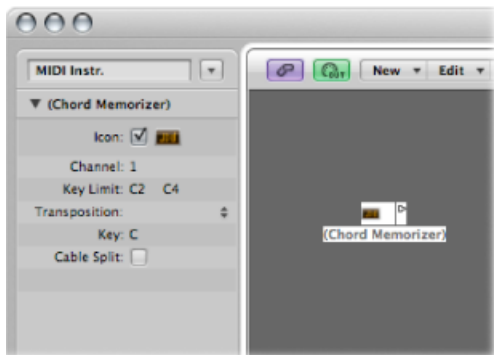 MIDI Instr.
(Chord Memorizer)
Icon:
Channel: 1
Key Limit: C2 C4
Transposition:
Key: C
Cable Split:
OUT New Edit
(Chord Memorizer)